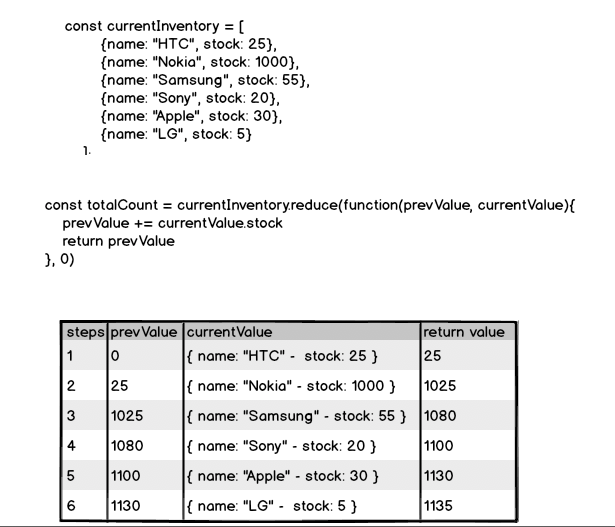 const currentInventory = [
{name: "HTC", stock: 25},
{name: "Nokia", stock: 1000},
{name: "Samsung", stock: 55},
{name: "Sony", stock: 20},
{name: "Apple", stock: 30},
{name: "LG", stock: 5}
].
const totalCount = currentInventory.reduce(function(prevValue, currentValue){
prevValue += currentValue.stock
return prevValue
}, 0)
steps prevValue currentValue return value
1 0 { name: "HTC" - stock: 25 } 25
2 25 { name: "Nokia" - stock: 1000 } 1025
3 1025 { name: "Samsung" - stock: 55 } 1080
4 1080 { name: "Sony" - stock: 20 } 1100
5 1100 { name: "Apple" - stock: 30 } 1130
6 1130 { name: "LG" - stock: 5 } 1135